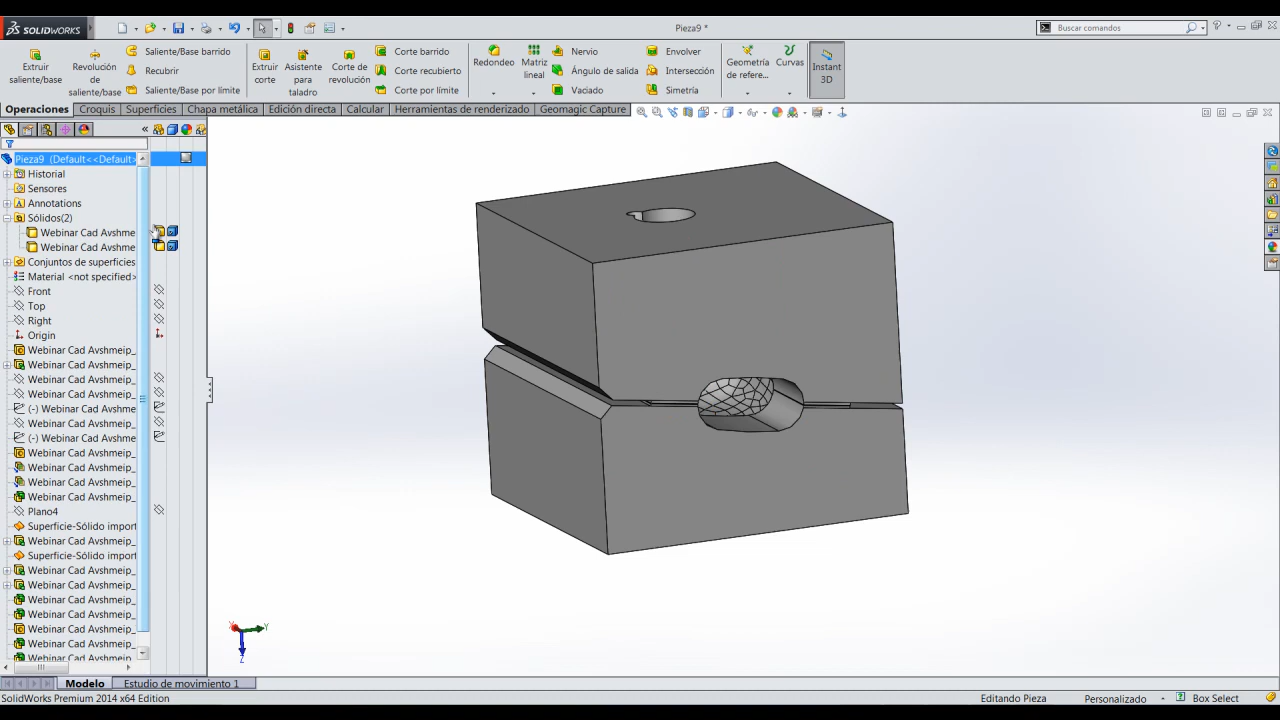 SOLIDWORKS
Pieza9 *
Buscar comandos
Extruir saliente/base
Revolución de saliente/base
Saliente/Base barrido
Recubrir
Saliente/Base por límite
Extruir corte
Asistente para taladro
Corte de revolución
Corte barrido
Corte recubierto
Corte por límite
Redondeo
Matriz lineal
Nervio
Ángulo de salida
Vaciado
Envolver
Intersección
Simetría
Geometría de refere...
Curvas
Instant 3D
Operaciones
Croquis
Superficies
Chapa metálica
Edición directa
Calcular
Herramientas de renderizado
Geomagic Capture
Pieza9 (Default<<Default>
Historial
Sensores
Annotations
Sólidos(2)
Webinar Cad Avshme
Webinar Cad Avshme
Conjuntos de superficies
Material <not specified>
Front
Top
Right
Origin
Webinar Cad Avshmeip_
Webinar Cad Avshmeip_
Webinar Cad Avshmeip_
Webinar Cad Avshmeip_
(-) Webinar Cad Avshmeip_
Webinar Cad Avshmeip_
(-) Webinar Cad Avshmeip_
Webinar Cad Avshmeip_
Webinar Cad Avshmeip_
Webinar Cad Avshmeip_
Webinar Cad Avshmeip_
Plano4
Superficie-Sólido import
Webinar Cad Avshmeip_
Superficie-Sólido import
Webinar Cad Avshmeip_
Webinar Cad Avshmeip_
Webinar Cad Avshmeip_
Webinar Cad Avshmeip_
Webinar Cad Avshmeip_
Webinar Cad Avshmeip_
Webinar Cad Avshmeip
X
Y
Z
Modelo
Estudio de movimiento 1
SolidWorks Premium 2014 x64 Edition
Editando Pieza
Personalizado
Box Select